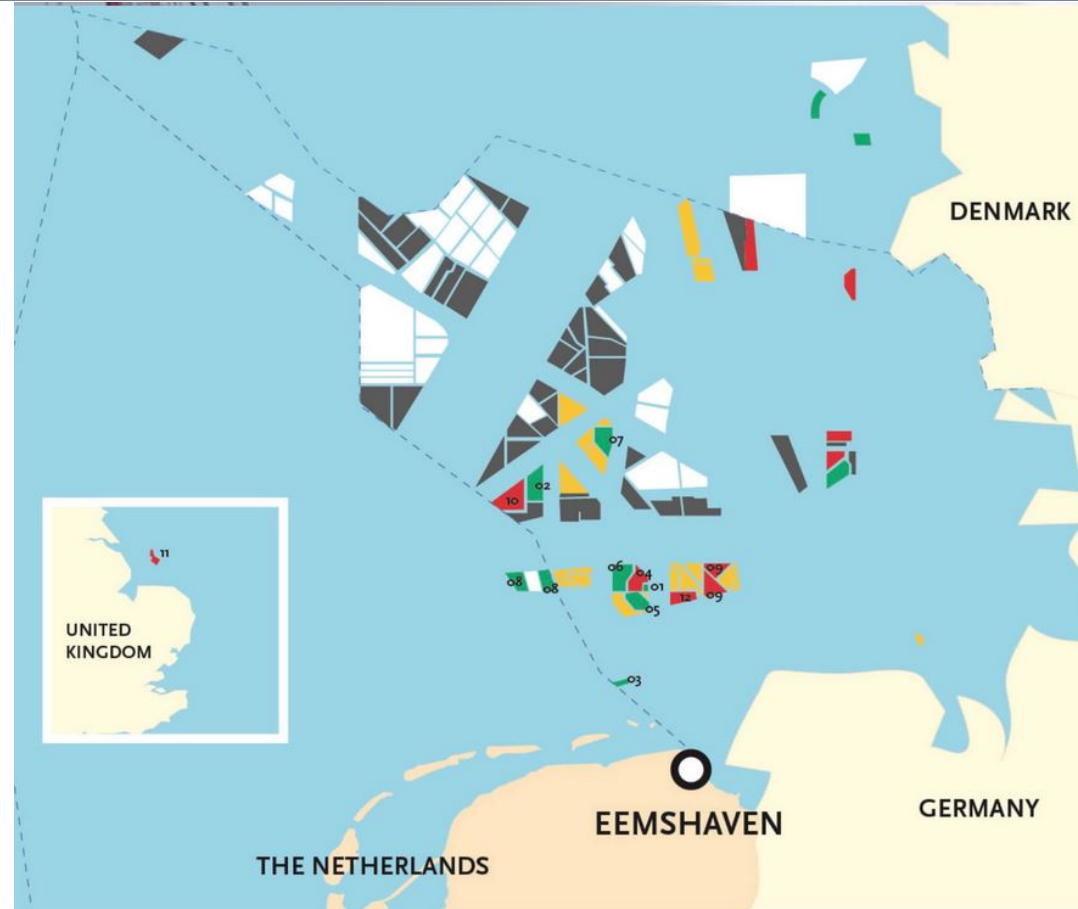 DENMARK
07
02
10
11
08
08
06
04
01
09
09
12
05
UNITED
KINGDOM
03
EEMSHAVEN
GERMANY
THE NETHERLANDS